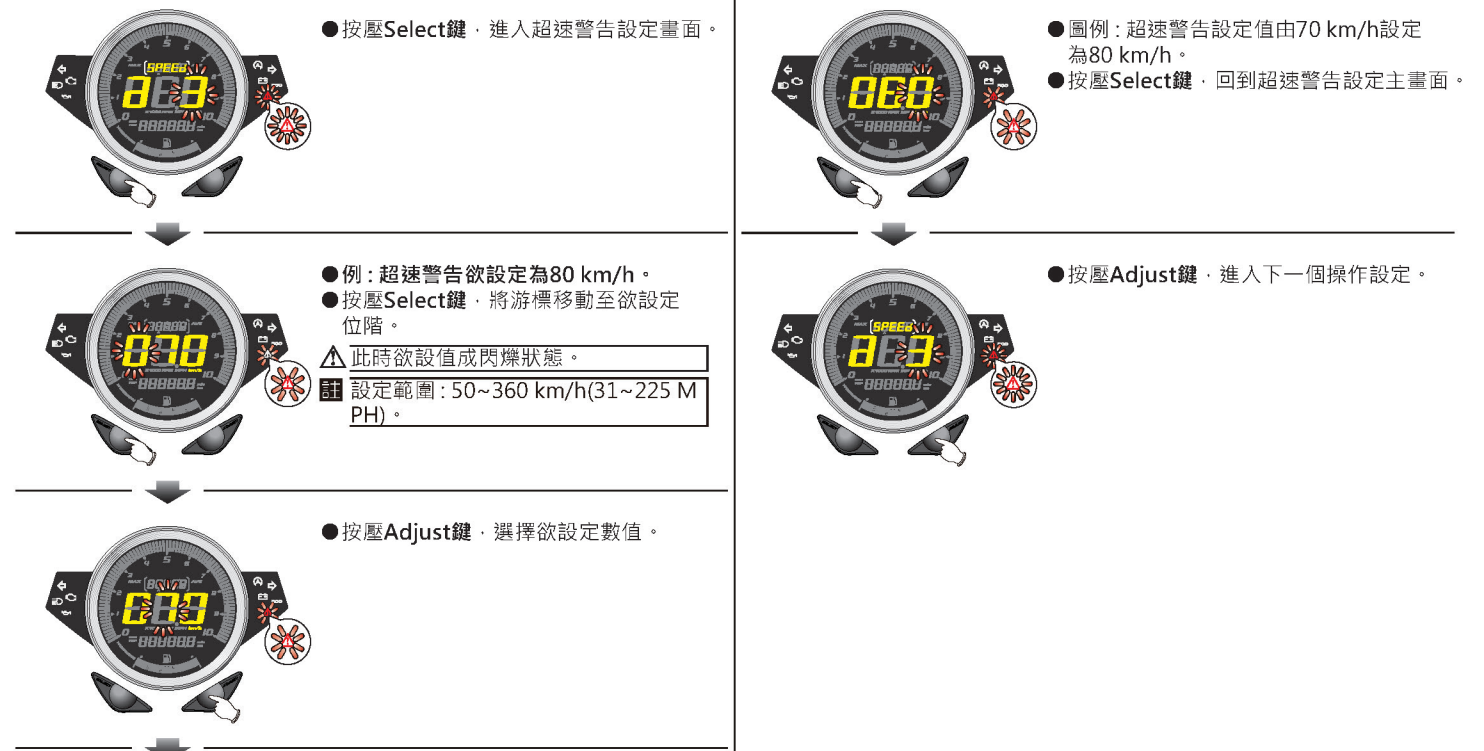 ●按壓Select鍵，進入超速警告設定畫面。
SPEED
d 3
●例 : 超速警告欲設定為80 km/h。
●按壓Select鍵，將游標移動至欲設定
位階。
此時欲設值成閃爍狀態。
註 設定範圍 : 50~360 km/h(31~225 M
PH)。
070
●按壓Adjust鍵，選擇欲設定數值。
070
●圖例 : 超速警告設定值由70 km/h設定
為80 km/h。
●按壓Select鍵，回到超速警告設定主畫面。
080
●按壓Adjust鍵，進入下一個操作設定。
SPEED
d 3